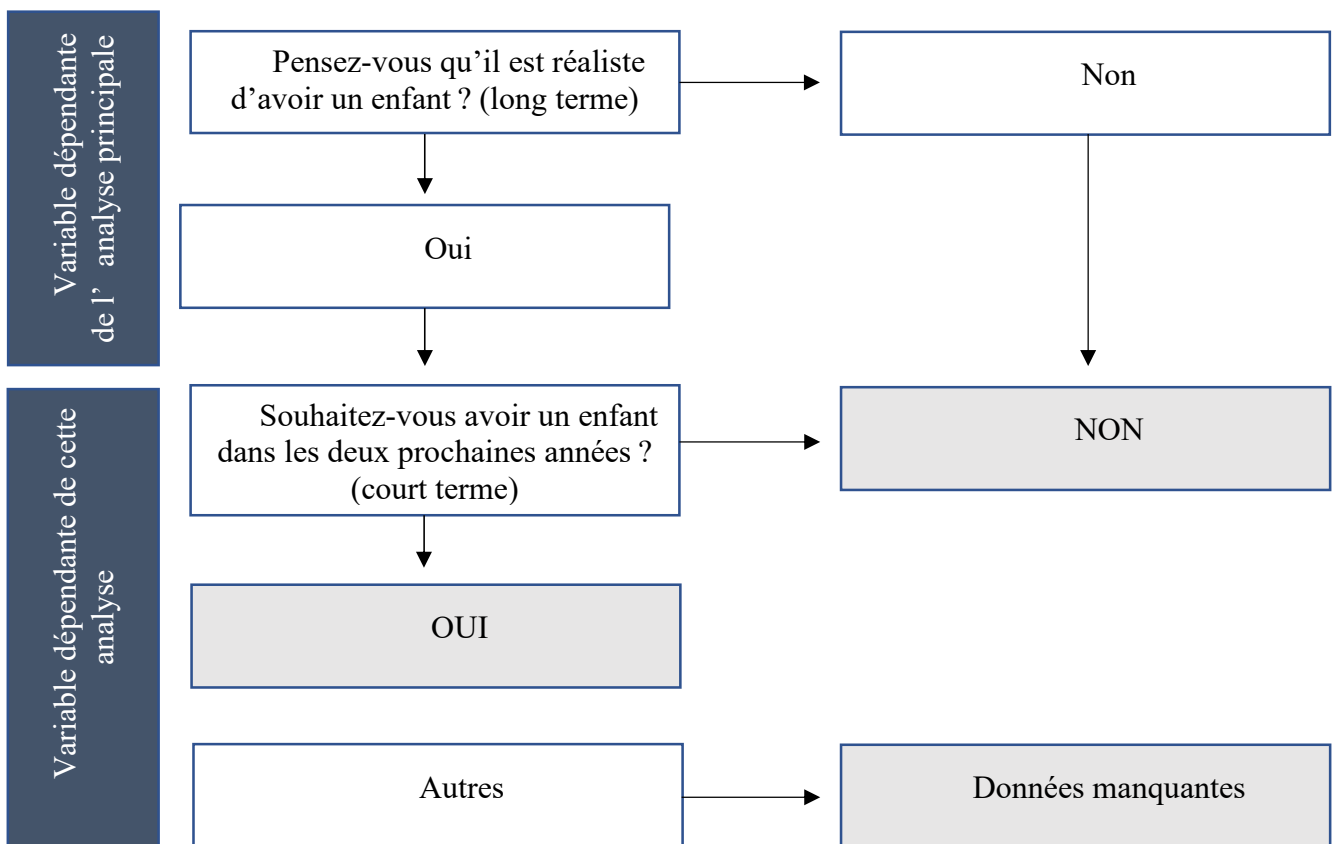 Variable dépendante
de l’ analyse principale
Pensez-vous qu’il est réaliste
d’avoir un enfant ? (long terme)
Non
Oui
Variable dépendante de cette
analyse
Souhaitez-vous avoir un enfant
dans les deux prochaines années ?
(court terme)
NON
OUI
Autres
Données manquantes